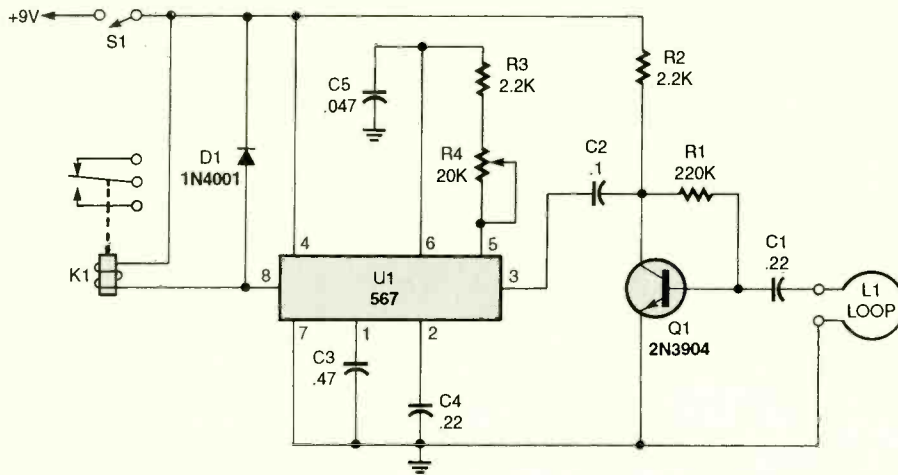 +9V
S1
R3
2.2K
R2
2.2K
C5
.047
D1
1N4001
R4
20K
C2
.1
R1
220K
C1
.22
K1
4
6
5
8
U1
567
3
L1
LOOP
7
1
2
Q1
2N3904
C3
.47
C4
.22